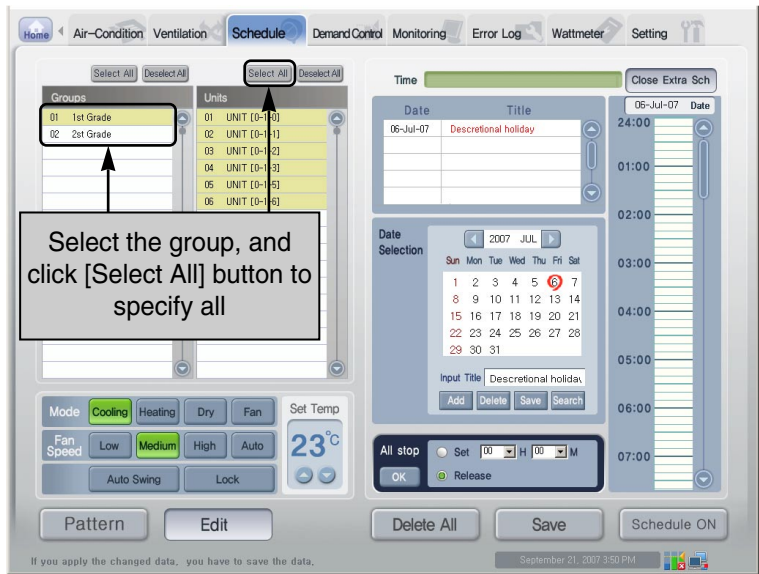 Home Air-Condition Ventilation Schedule Demand Control Monitoring Error Log Wattmeter Setting
Select All Deselect All Select All Deselect All
Groups Units
01 1st Grade
02 2st Grade
01 UNIT [0-1-0]
02 UNIT [0-1-1]
03 UNIT [0-1-2]
04 UNIT [0-1-3]
05 UNIT [0-1-5]
06 UNIT [0-1-6]
Select the group, and
click [Select All] button to
specify all
Mode Cooling Heating Dry Fan
Fan
Speed Low Medium High Auto
Auto Swing Lock
Set Temp
23°C
Time
Close Extra Sch
Date Title
06-Jul-07 Descretional holiday
Date
Selection
2007 JUL
Sun Mon Tue Wed Thu Fri Sat
1 2 3 4 5 6 7
8 9 10 11 12 13 14
15 16 17 18 19 20 21
22 23 24 25 26 27 28
29 30 31
Input Title Descretional holiday
Add Delete Save Search
All stop Set 00 H 00 M
OK Release
06-Jul-07 Date
24:00
01:00
02:00
03:00
04:00
05:00
06:00
07:00
Pattern Edit Delete All Save Schedule ON
If you apply the changed data, you have to save the data.
September 21, 2007 3:50 PM